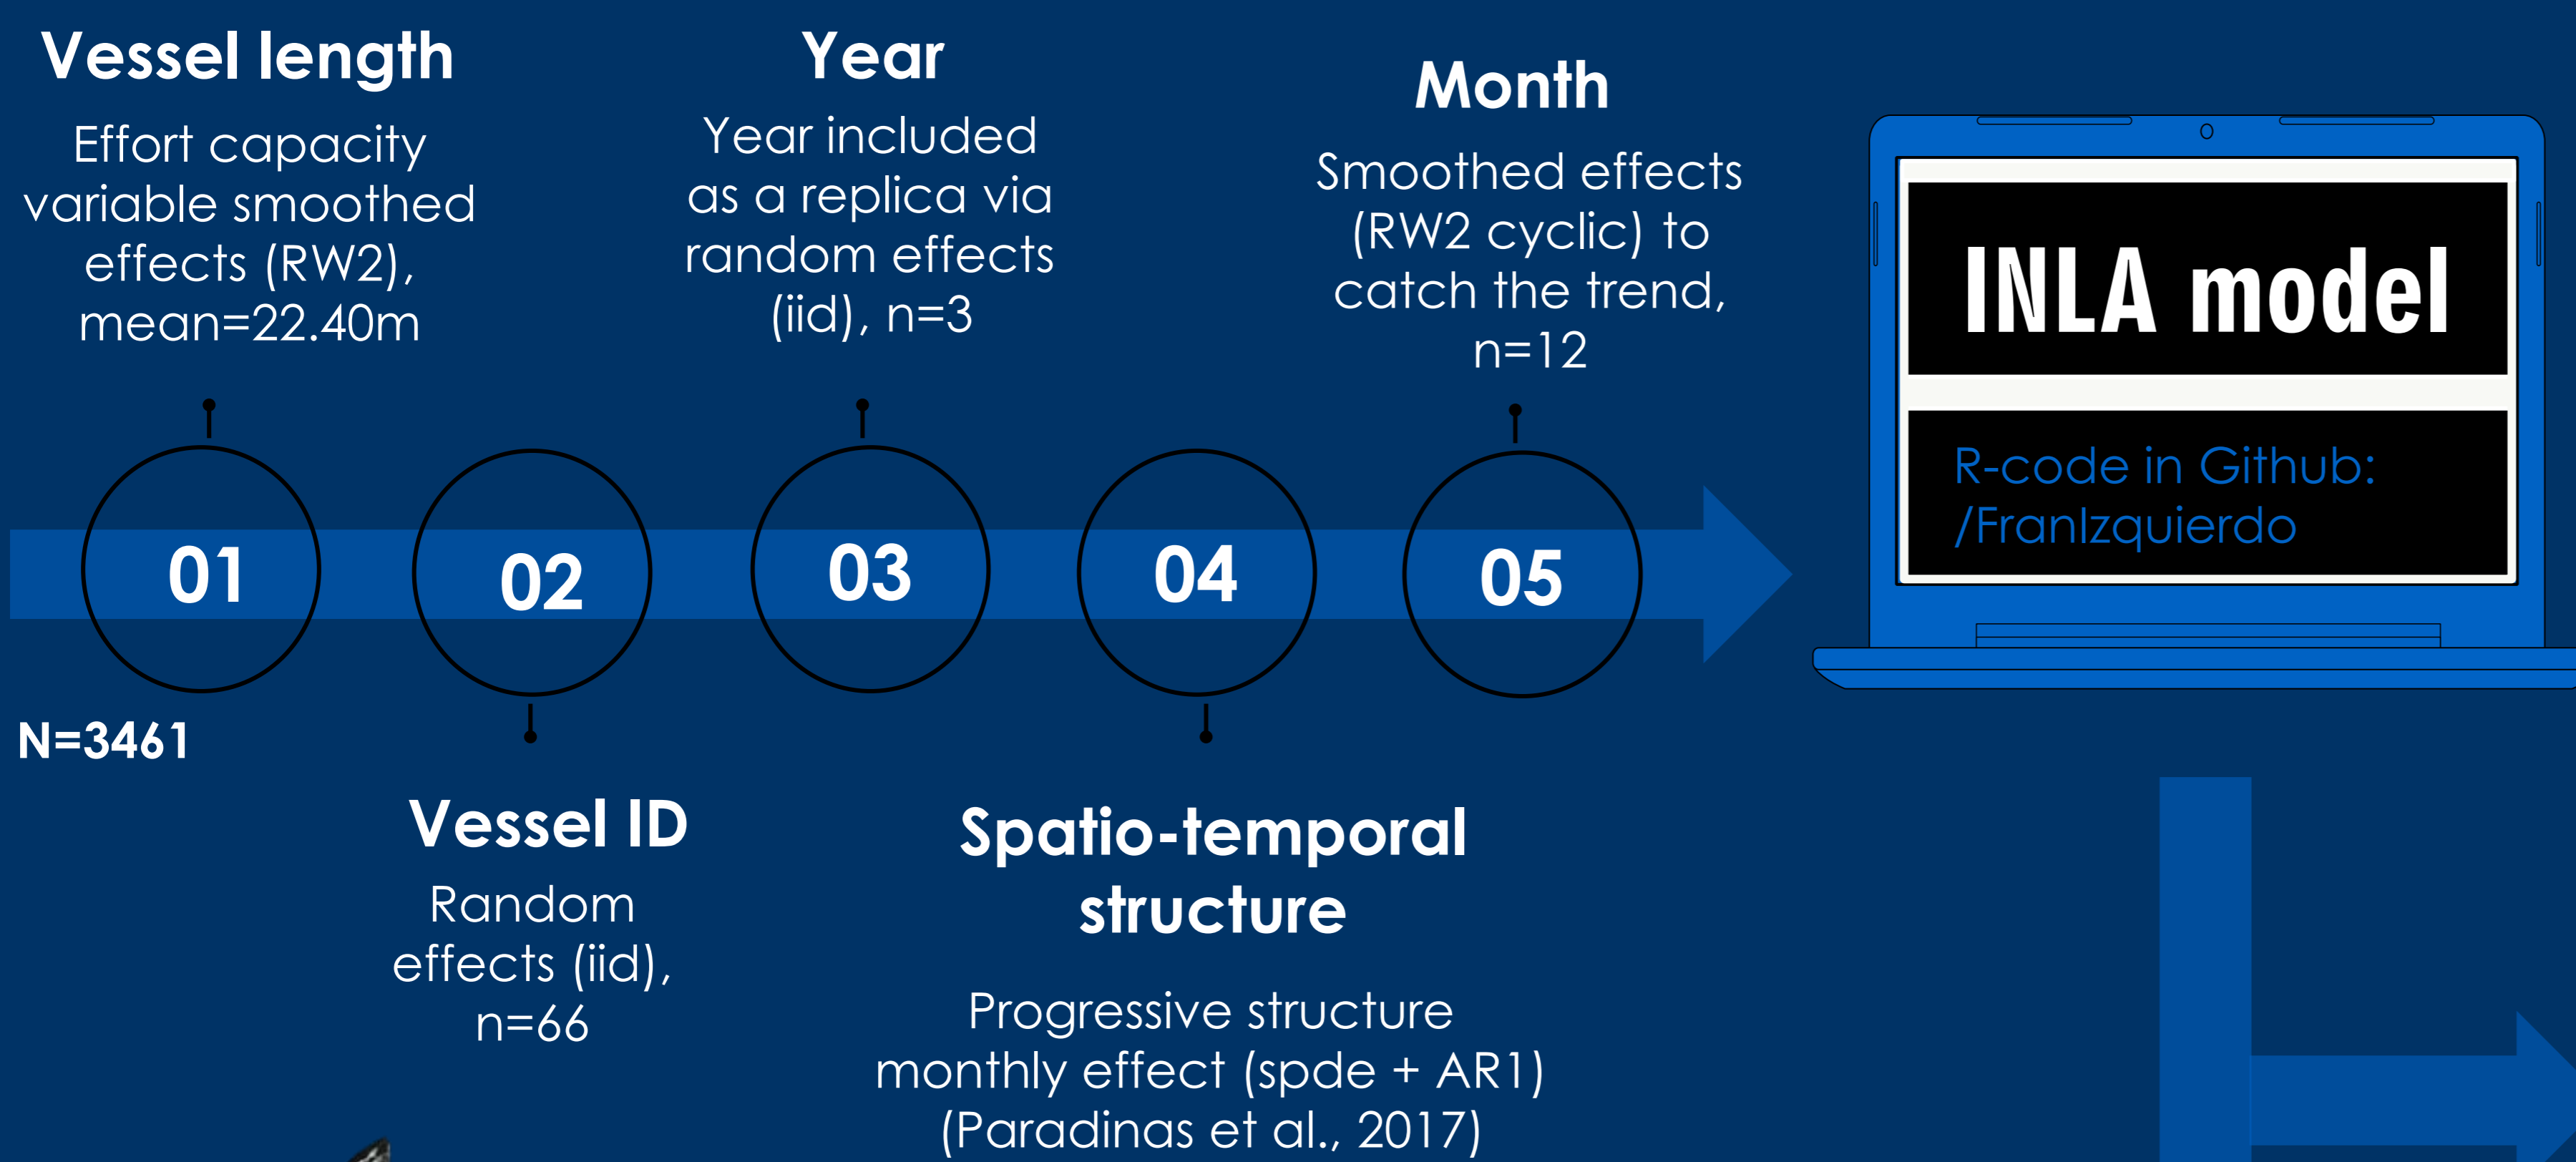 Vessel length
Effort capacity
variable smoothed
effects (RW2),
mean=22.40m
Year
Year included
as a replica via
random effects
(iid), n=3
Month
Smoothed effects
(RW2 cyclic) to
catch the trend,
n=12
INLA model
R-code in Github:
/FranIzquierdo
01
02
03
04
05
N=3461
Vessel ID
Random
effects (iid),
n=66
Spatio-temporal
structure
Progressive structure
monthly effect (spde + AR1)
(Paradinas et al., 2017)